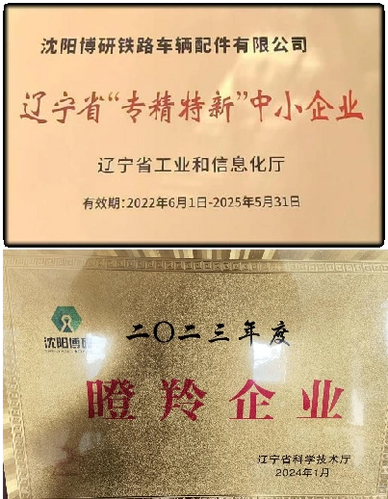 沈阳博研铁路车辆配件有限公司
辽宁省“专精特新”中小企业
辽宁省工业和信息化厅
有效期:2022年6月1日-2025年5月31日
沈阳博研
二〇二三年度
瞪羚企业
辽宁省科学技术厅
2024年1月